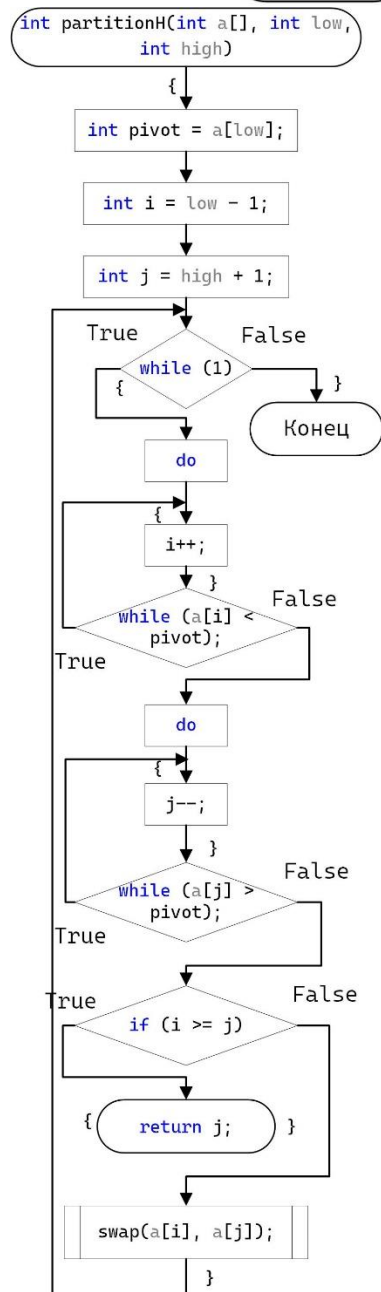 int partitionH(int a[], int low,
int high)
{
int pivot = a[low];
int i = low - 1;
int j = high + 1;
True
False
while (1)
{
}
Конец
do
{
i++;
}
while (a[i] <
pivot);
False
True
do
{
j--;
}
while (a[j] >
pivot);
False
True
True
False
if (i >= j)
{
return j;
}
swap(a[i], a[j]);
}